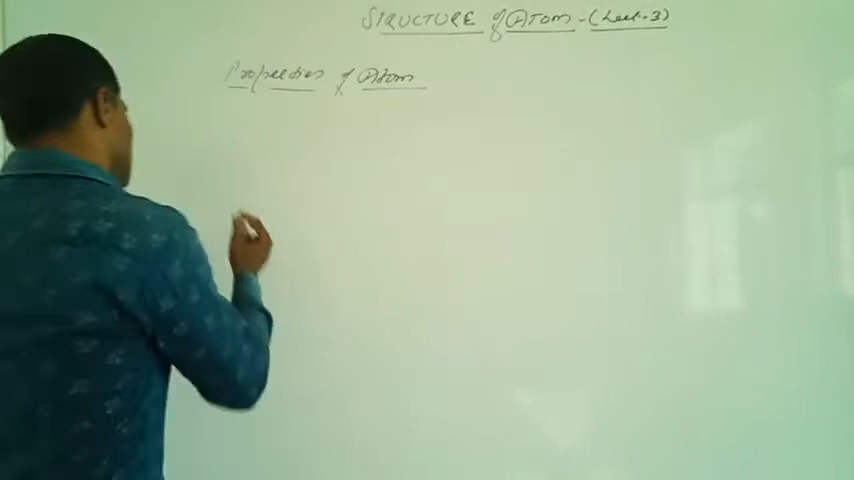 STRUCTURE of ATOM - (Lect-3)
Properties of Atom